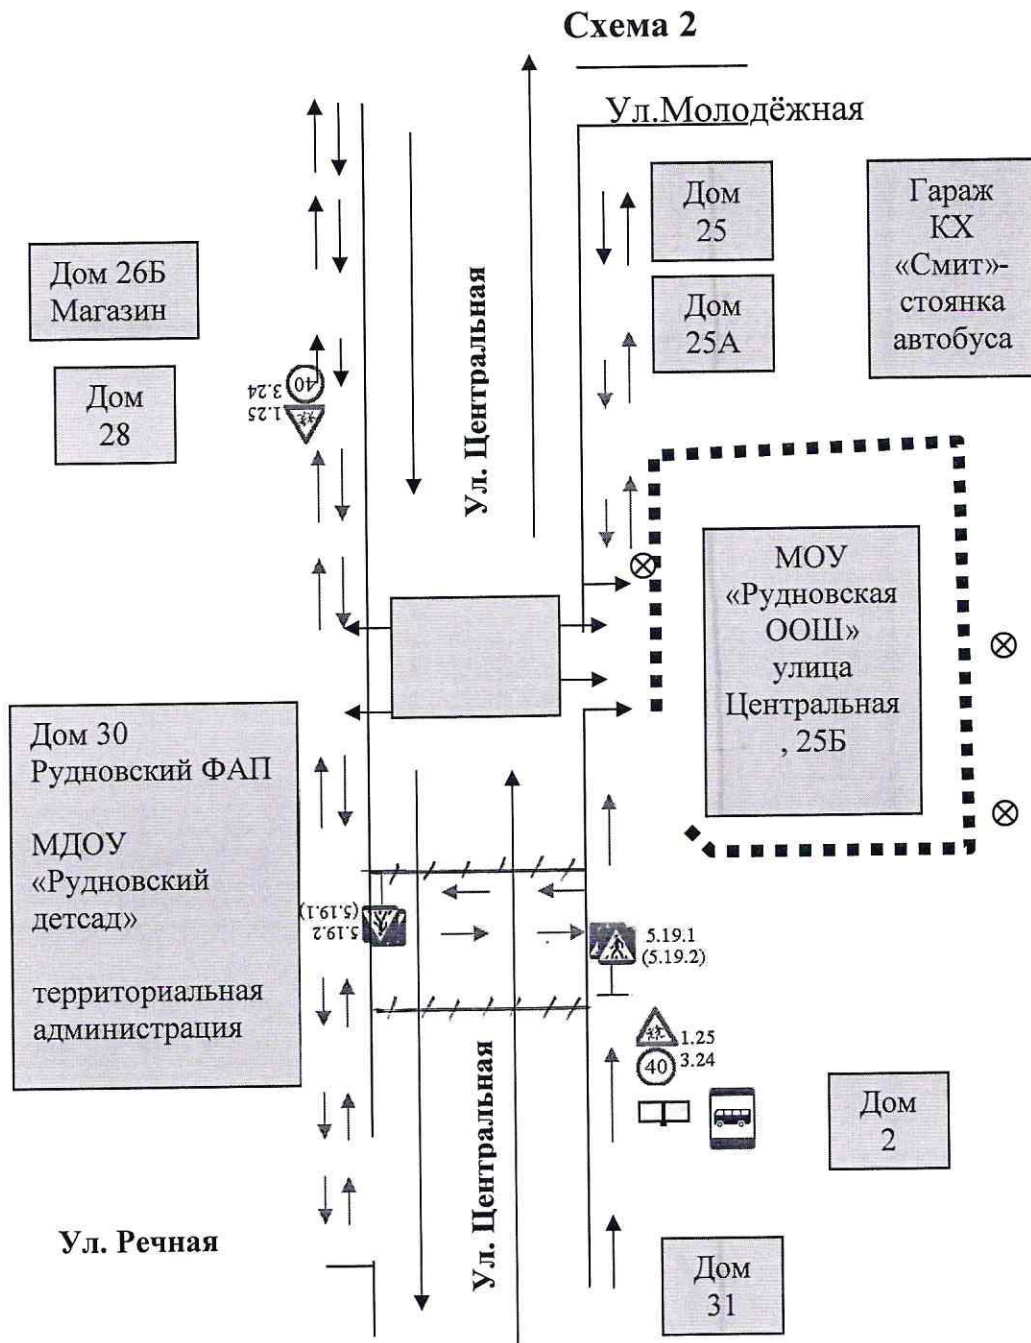 Схема 2
Ул.Молодёжная
Дом
25
Гараж
КХ
«Смит»-
стоянка
автобуса
Дом 26Б
Магазин
Дом
25А
Ул. Центральная
Дом
28
40
3.24
1.25
МОУ
«Рудновская
ООШ»
улица
Центральная
, 25Б
Дом 30
Рудновский ФАП
МДОУ
«Рудновский
детсад»
территориальная
администрация
5.19.2
(5.19.1)
5.19.1
(5.19.2)
1.25
40
3.24
Ул. Центральная
Дом
2
Ул. Речная
Дом
31